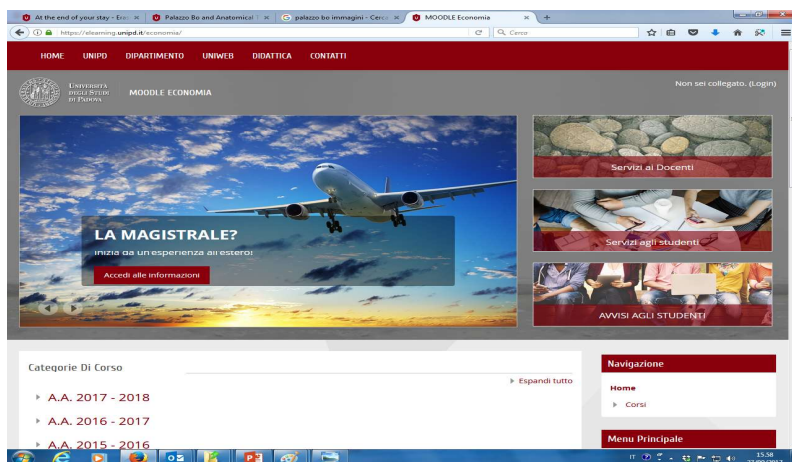 At the end of your stay - Era
Palazzo Bo and Anatomical T
palazzo bo immagini - Cerca
MOODLE Economia
https://elearning.unipd.it/economia/
Cerca
HOME UNIPD DIPARTIMENTO UNIWEB DIDATTICA CONTATTI
Non sei collegato. (Login)
UNIVERSITÀ
DEGLI STUDI
DI PADOVA
MOODLE ECONOMIA
LA MAGISTRALE?
Inizia da un'esperienza all'estero!
Accedi alle informazioni
Servizi ai Docenti
Servizi agli studenti
AVVISI AGLI STUDENTI
Categorie Di Corso
Espandi tutto
A.A. 2017 - 2018
A.A. 2016 - 2017
A.A. 2015 - 2016
Navigazione
Home
Corsi
Menu Principale
IT
15.58